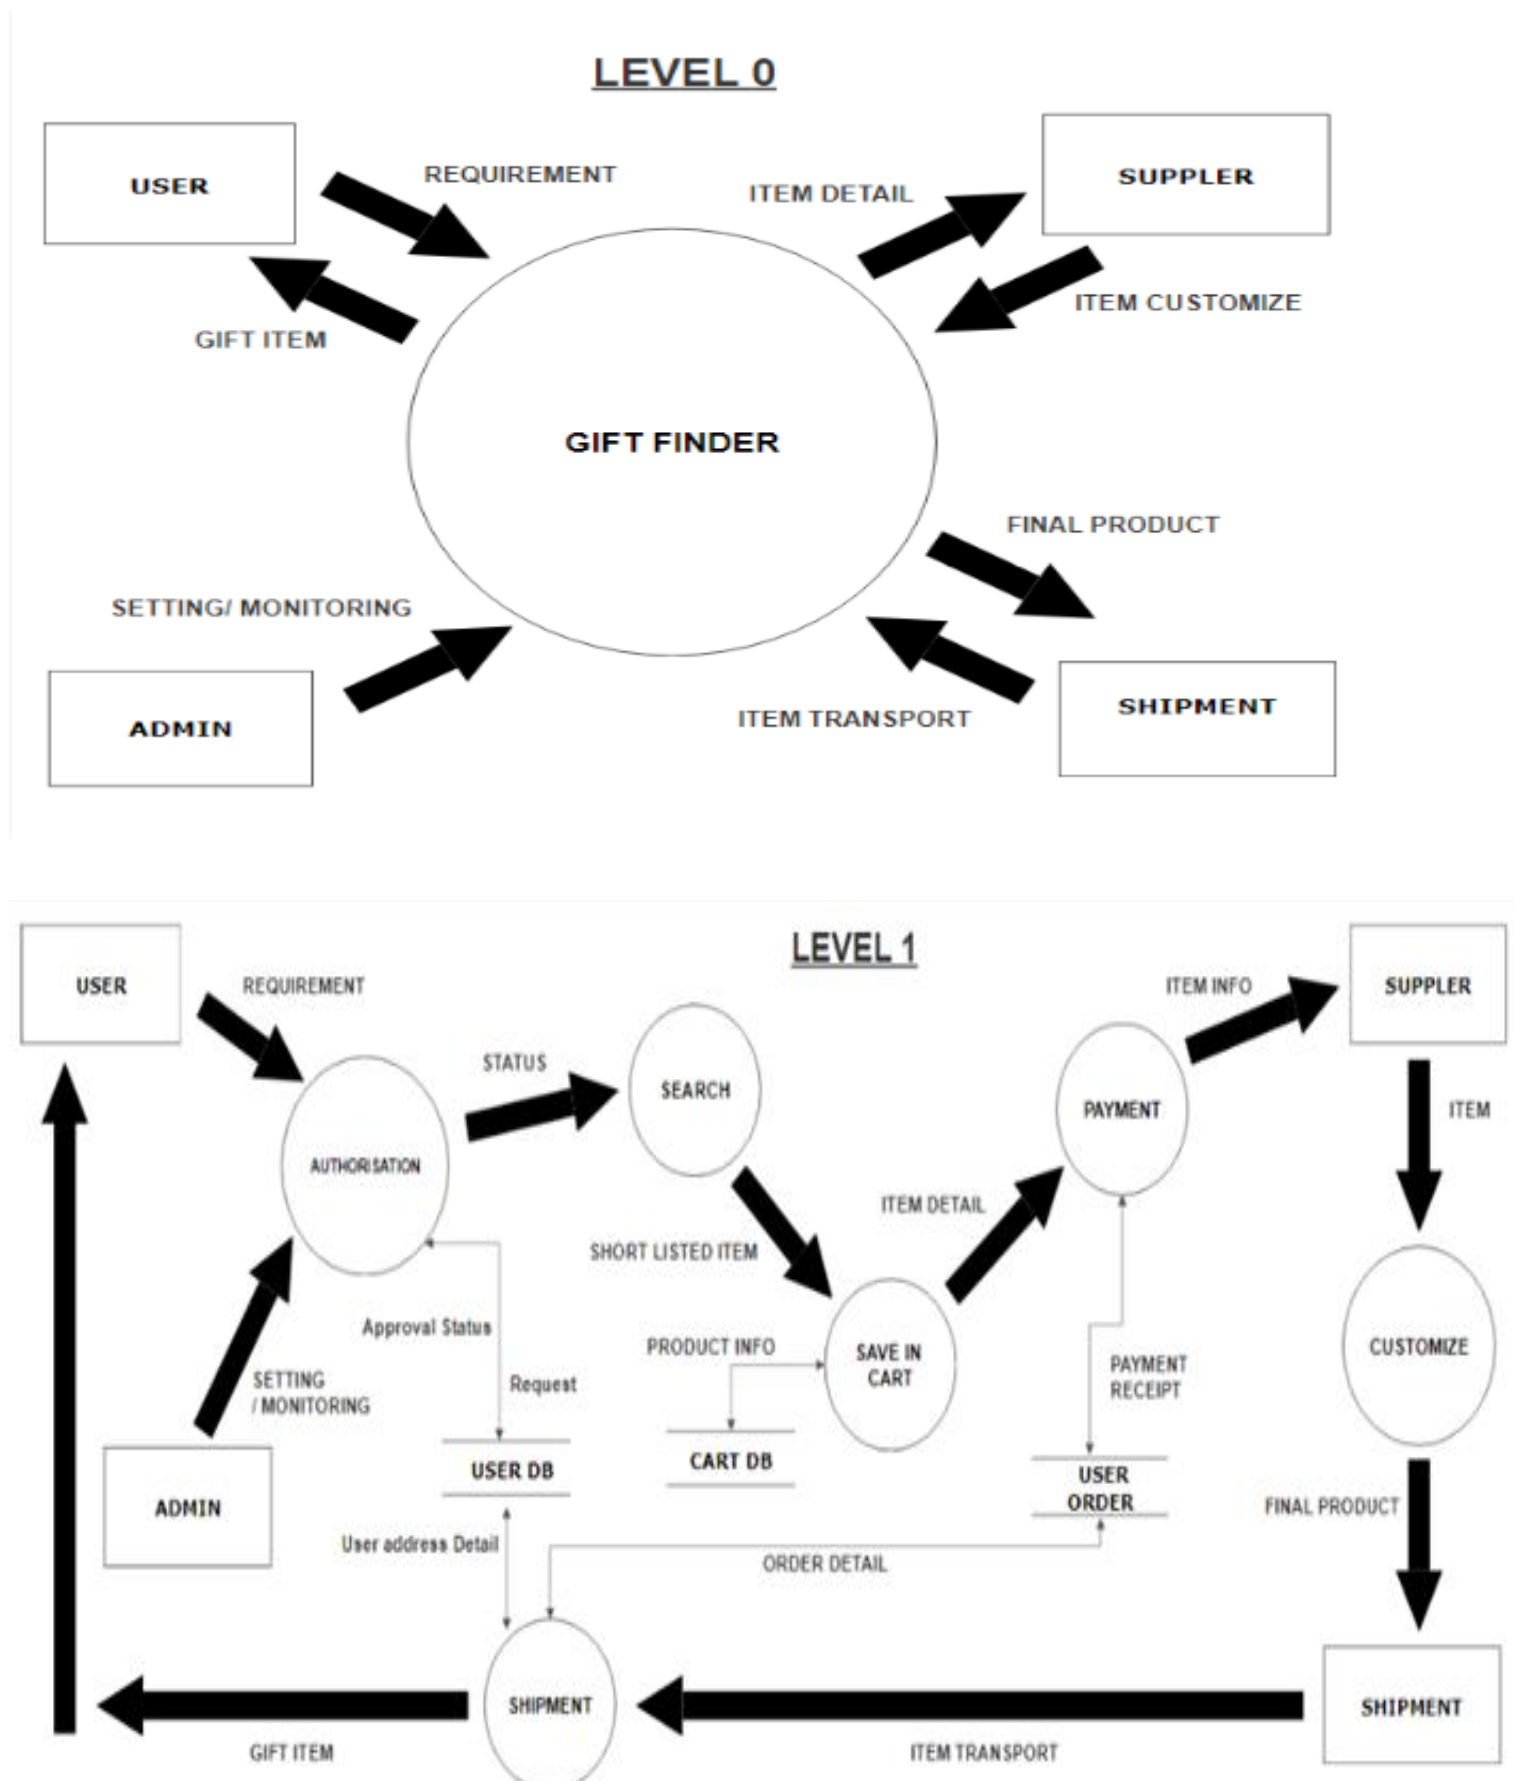 LEVEL 0
USER
REQUIREMENT
ITEM DETAIL
SUPPLER
GIFT ITEM
ITEM CUSTOMIZE
GIFT FINDER
FINAL PRODUCT
SETTING/ MONITORING
ADMIN
ITEM TRANSPORT
SHIPMENT
LEVEL 1
USER
REQUIREMENT
ITEM INFO
SUPPLER
STATUS
SEARCH
PAYMENT
ITEM
AUTHORISATION
ITEM DETAIL
SHORT LISTED ITEM
Approval Status
PRODUCT INFO
SAVE IN
CART
PAYMENT
RECEIPT
CUSTOMIZE
SETTING
/ MONITORING
Request
USER DB
CART DB
USER
ORDER
ADMIN
FINAL PRODUCT
User address Detail
ORDER DETAIL
SHIPMENT
SHIPMENT
GIFT ITEM
ITEM TRANSPORT